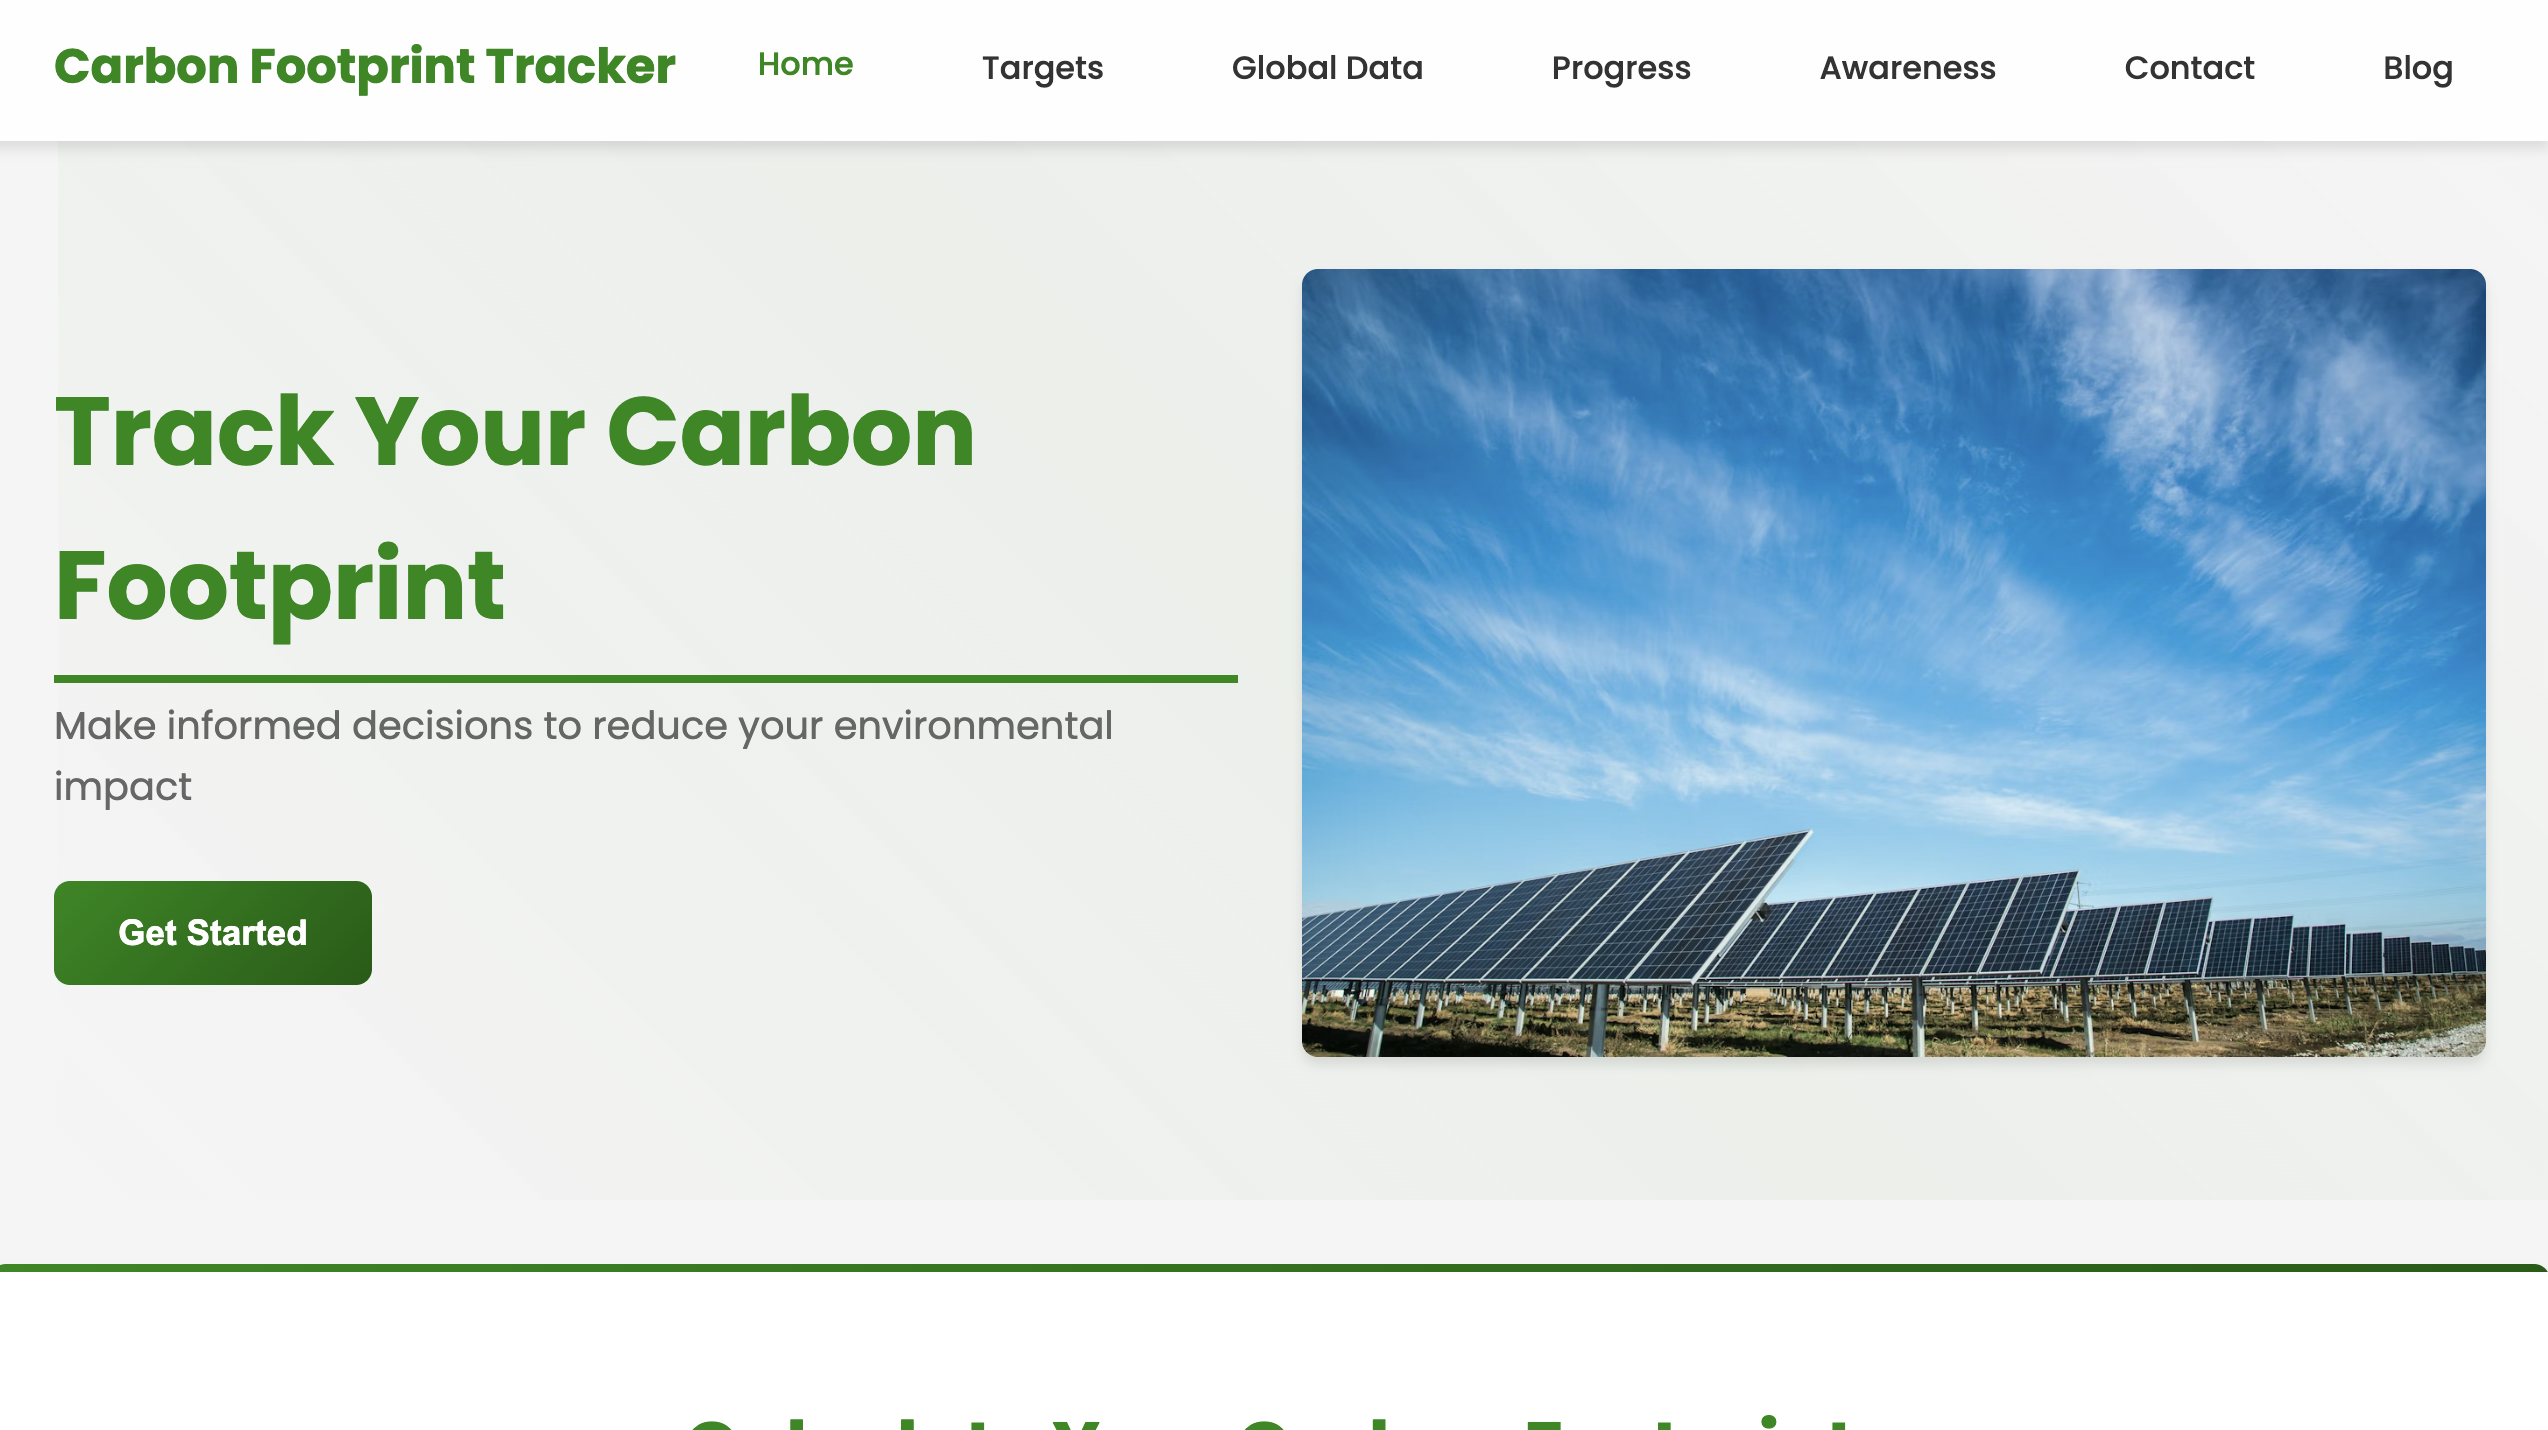 Carbon Footprint Tracker
Home
Targets
Global Data
Progress
Awareness
Contact
Blog
Track Your Carbon
Footprint
Make informed decisions to reduce your environmental
impact
Get Started